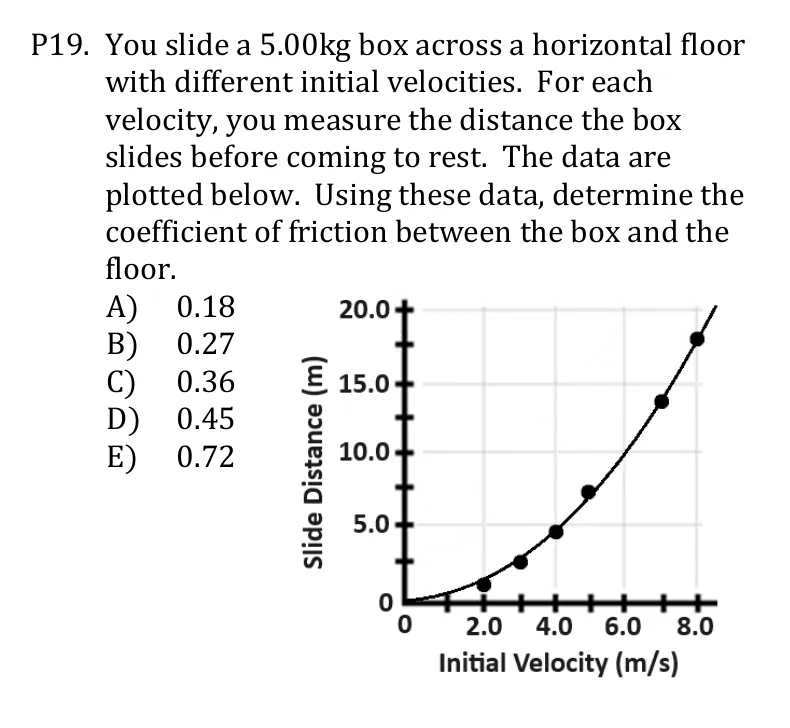 P19. You slide a 5.00kg box across a horizontal floor
with different initial velocities. For each
velocity, you measure the distance the box
slides before coming to rest. The data are
plotted below. Using these data, determine the
coefficient of friction between the box and the
floor.
A) 0.18
B) 0.27
C) 0.36
D) 0.45
E) 0.72
Slide Distance (m)
20.0
15.0
10.0
5.0
0
0 2.0 4.0 6.0 8.0
Initial Velocity (m/s)